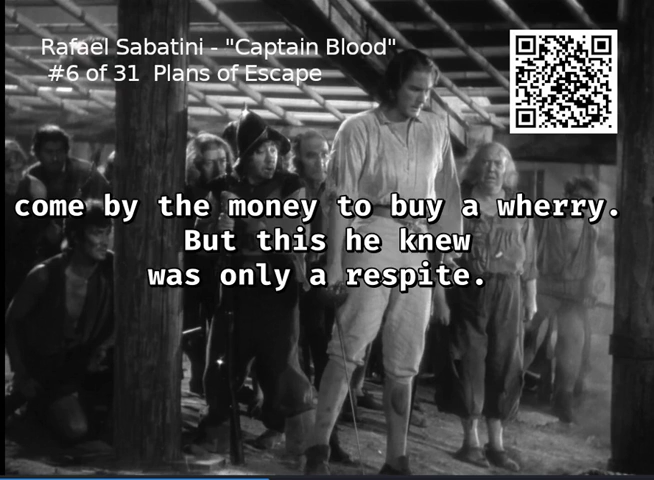 Rafael Sabatini - "Captain Blood"
#6 of 31  Plans of Escape
come by the money to buy a wherry.
But this he knew
was only a respite.